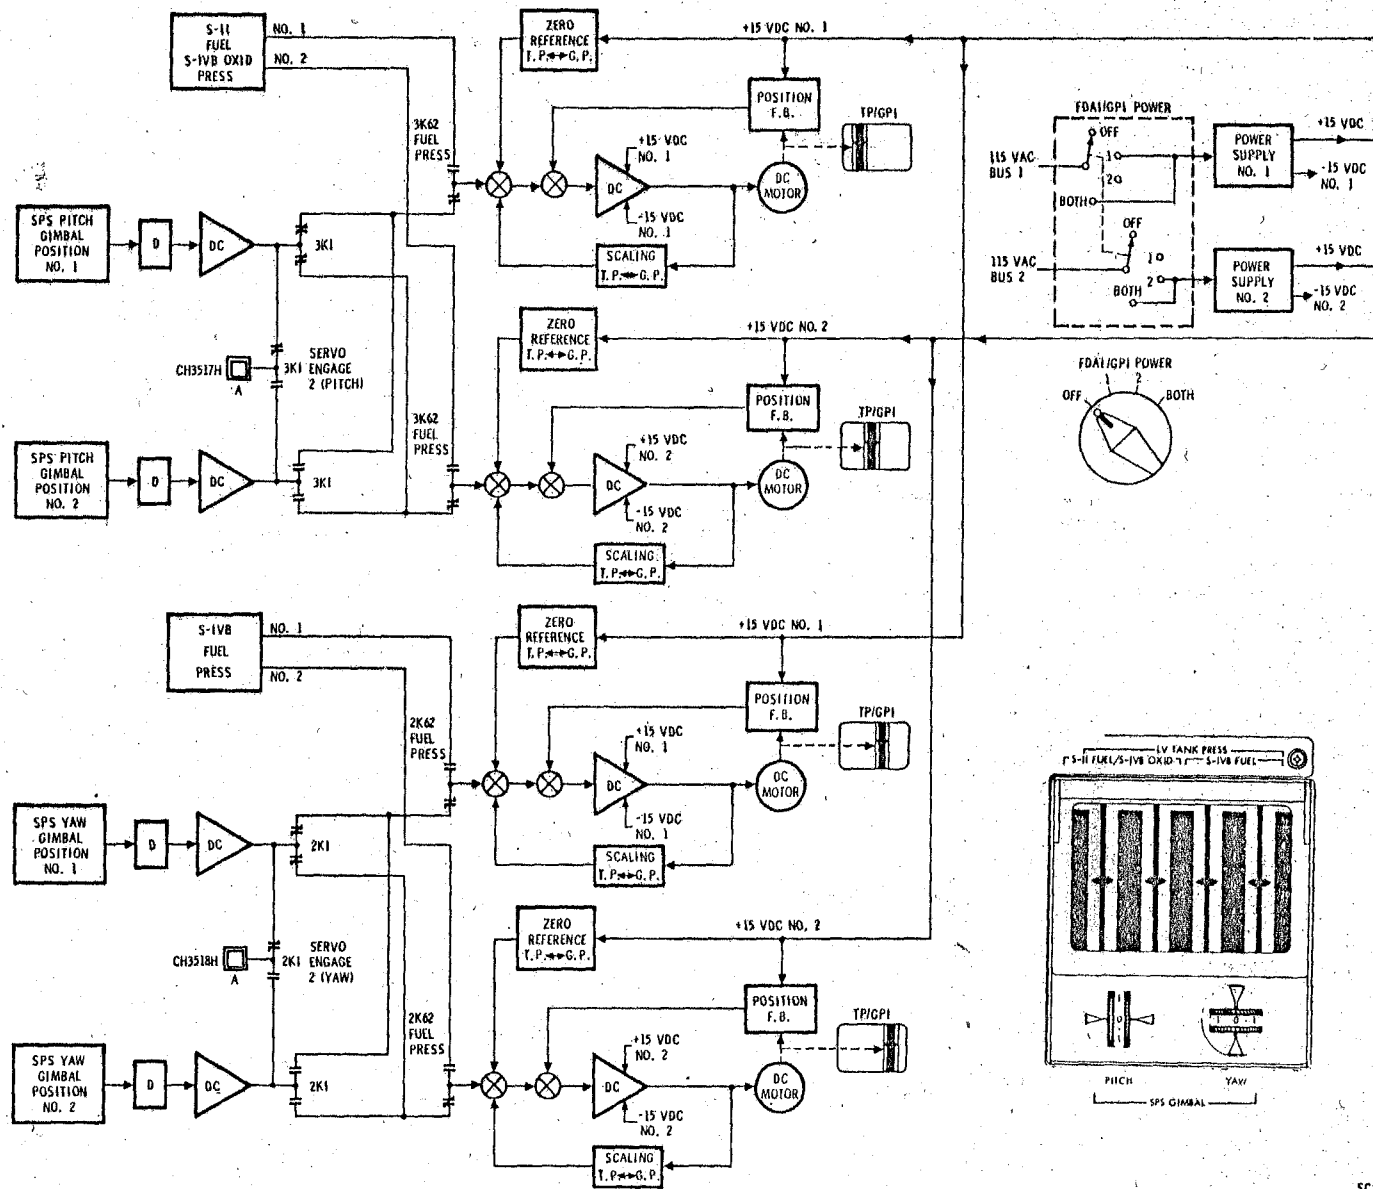 S-II
FUEL
S-IVB OXID
PRESS
NO. 1
NO. 2
ZERO
REFERENCE
T.P.↔G.P.
+15 VDC NO. 1
POSITION
F.B.
TP/GPI
3K62
FUEL
PRESS
+15 VDC
NO. 1
DC
-15 VDC
NO. 1
DC
MOTOR
SCALING
T.P.↔G.P.
SPS PITCH
GIMBAL
POSITION
NO. 1
D
DC
3K1
FDAI/GPI POWER
OFF
1
2
BOTH
115 VAC
BUS 1
OFF
1
2
BOTH
115 VAC
BUS 2
POWER
SUPPLY
NO. 1
+15 VDC
-15 VDC
NO. 1
POWER
SUPPLY
NO. 2
+15 VDC
-15 VDC
NO. 2
ZERO
REFERENCE
T.P.↔G.P.
+15 VDC NO. 2
POSITION
F.B.
TP/GPI
CH3517H
A
3K1
SERVO
ENGAGE
2 (PITCH)
3K62
FUEL
PRESS
+15 VDC
NO. 2
DC
-15 VDC
NO. 2
DC
MOTOR
SCALING
T.P.↔G.P.
SPS PITCH
GIMBAL
POSITION
NO. 2
D
DC
3K1
FDAI/GPI POWER
OFF
1
2
BOTH
S-IVB
FUEL
PRESS
NO. 1
NO. 2
ZERO
REFERENCE
T.P.↔G.P.
+15 VDC NO. 1
POSITION
F.B.
TP/GPI
2K62
FUEL
PRESS
+15 VDC
NO. 1
DC
-15 VDC
NO. 1
DC
MOTOR
SCALING
T.P.↔G.P.
SPS YAW
GIMBAL
POSITION
NO. 1
D
DC
2K1
ZERO
REFERENCE
T.P.↔G.P.
+15 VDC NO. 2
POSITION
F.B.
TP/GPI
CH3518H
A
2K1
SERVO
ENGAGE
2 (YAW)
2K62
FUEL
PRESS
+15 VDC
NO. 2
DC
-15 VDC
NO. 2
DC
MOTOR
SCALING
T.P.↔G.P.
SPS YAW
GIMBAL
POSITION
NO. 2
D
DC
2K1
LV TANK PRESS
S-II FUEL/S-IVB OXID
S-IVB FUEL
0
0
PITCH
YAW
SPS GIMBAL
SC